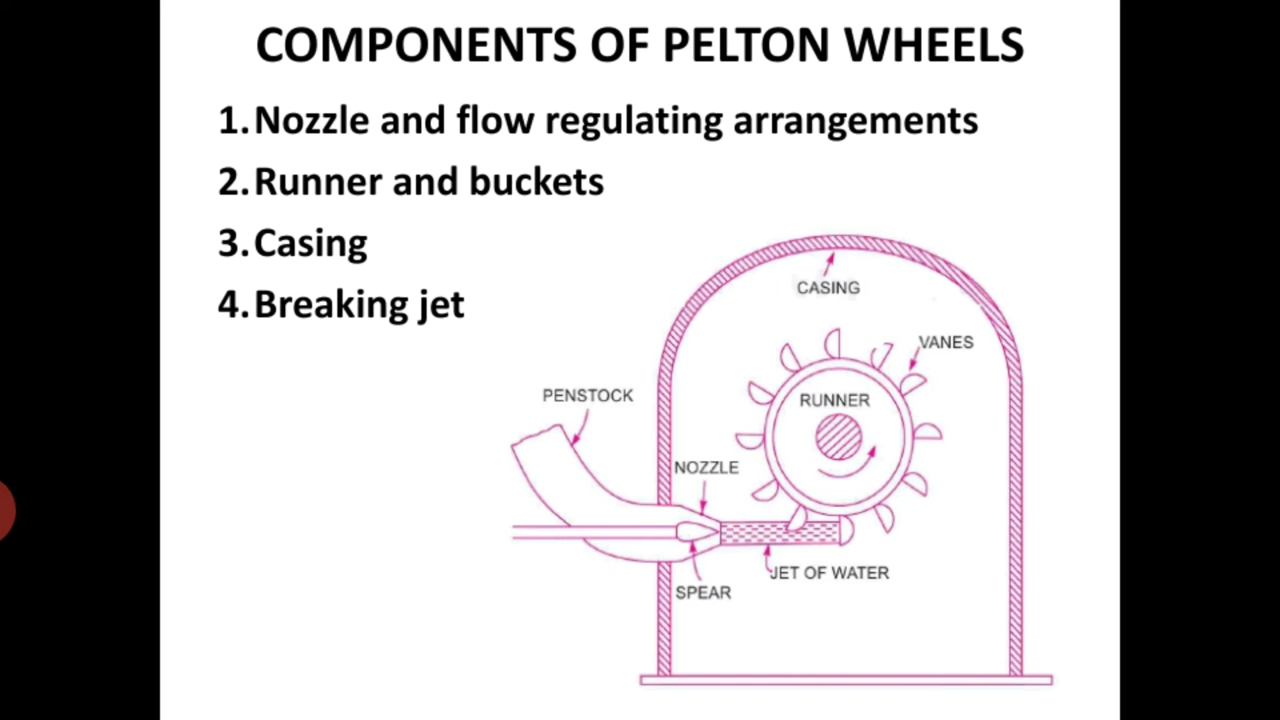 COMPONENTS OF PELTON WHEELS
1. Nozzle and flow regulating arrangements
2. Runner and buckets
3. Casing
4. Breaking jet
CASING
VANES
PENSTOCK
RUNNER
NOZZLE
JET OF WATER
SPEAR